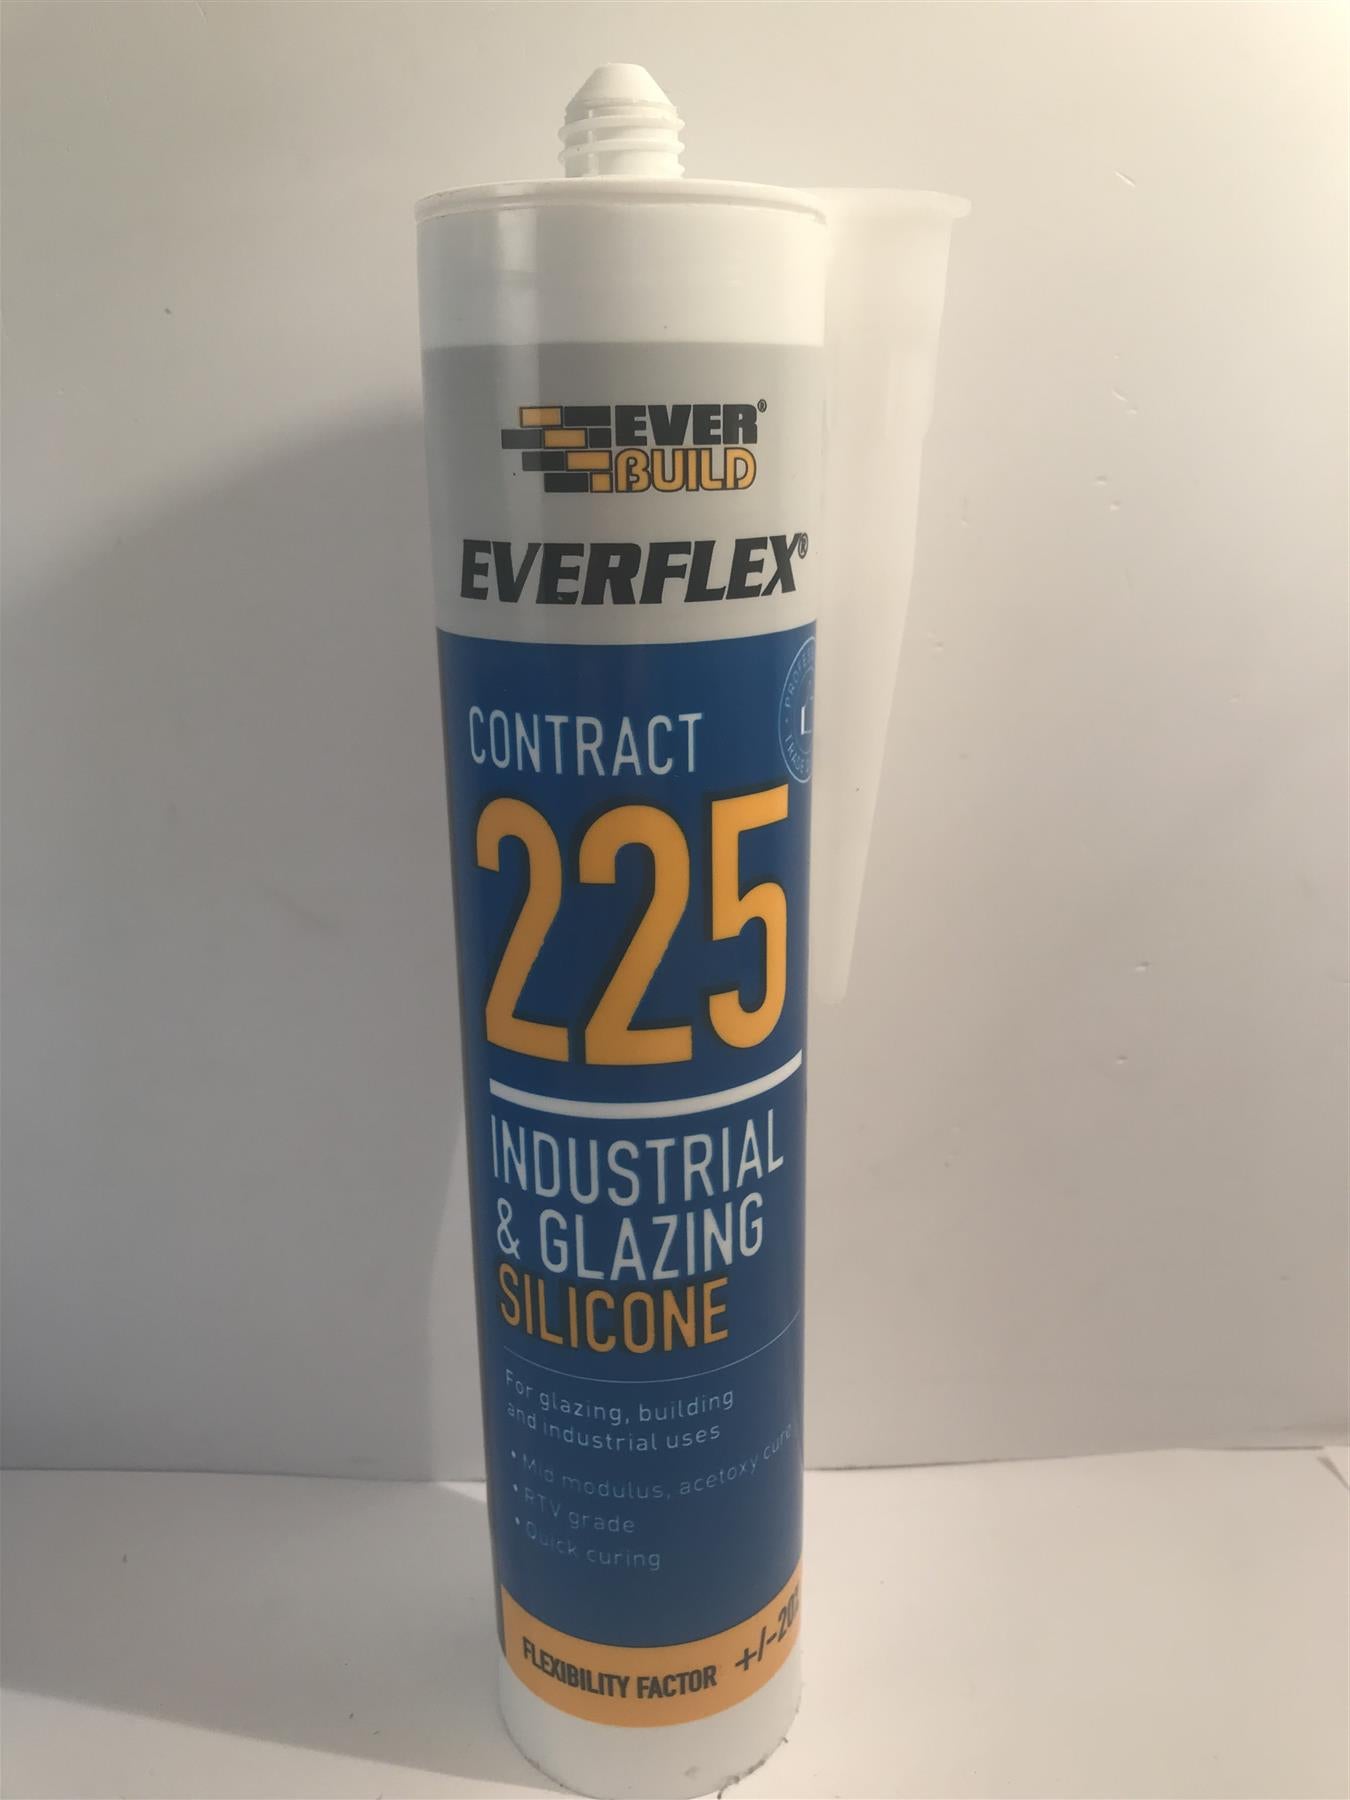 EVER®
BUILD
EVERFLEX®
CONTRACT
225
INDUSTRIAL
& GLAZING
SILICONE
For glazing, building
and industrial uses
• Mid modulus, acetoxy cure
• RTV grade
• Quick curing
FLEXIBILITY FACTOR +/-20%